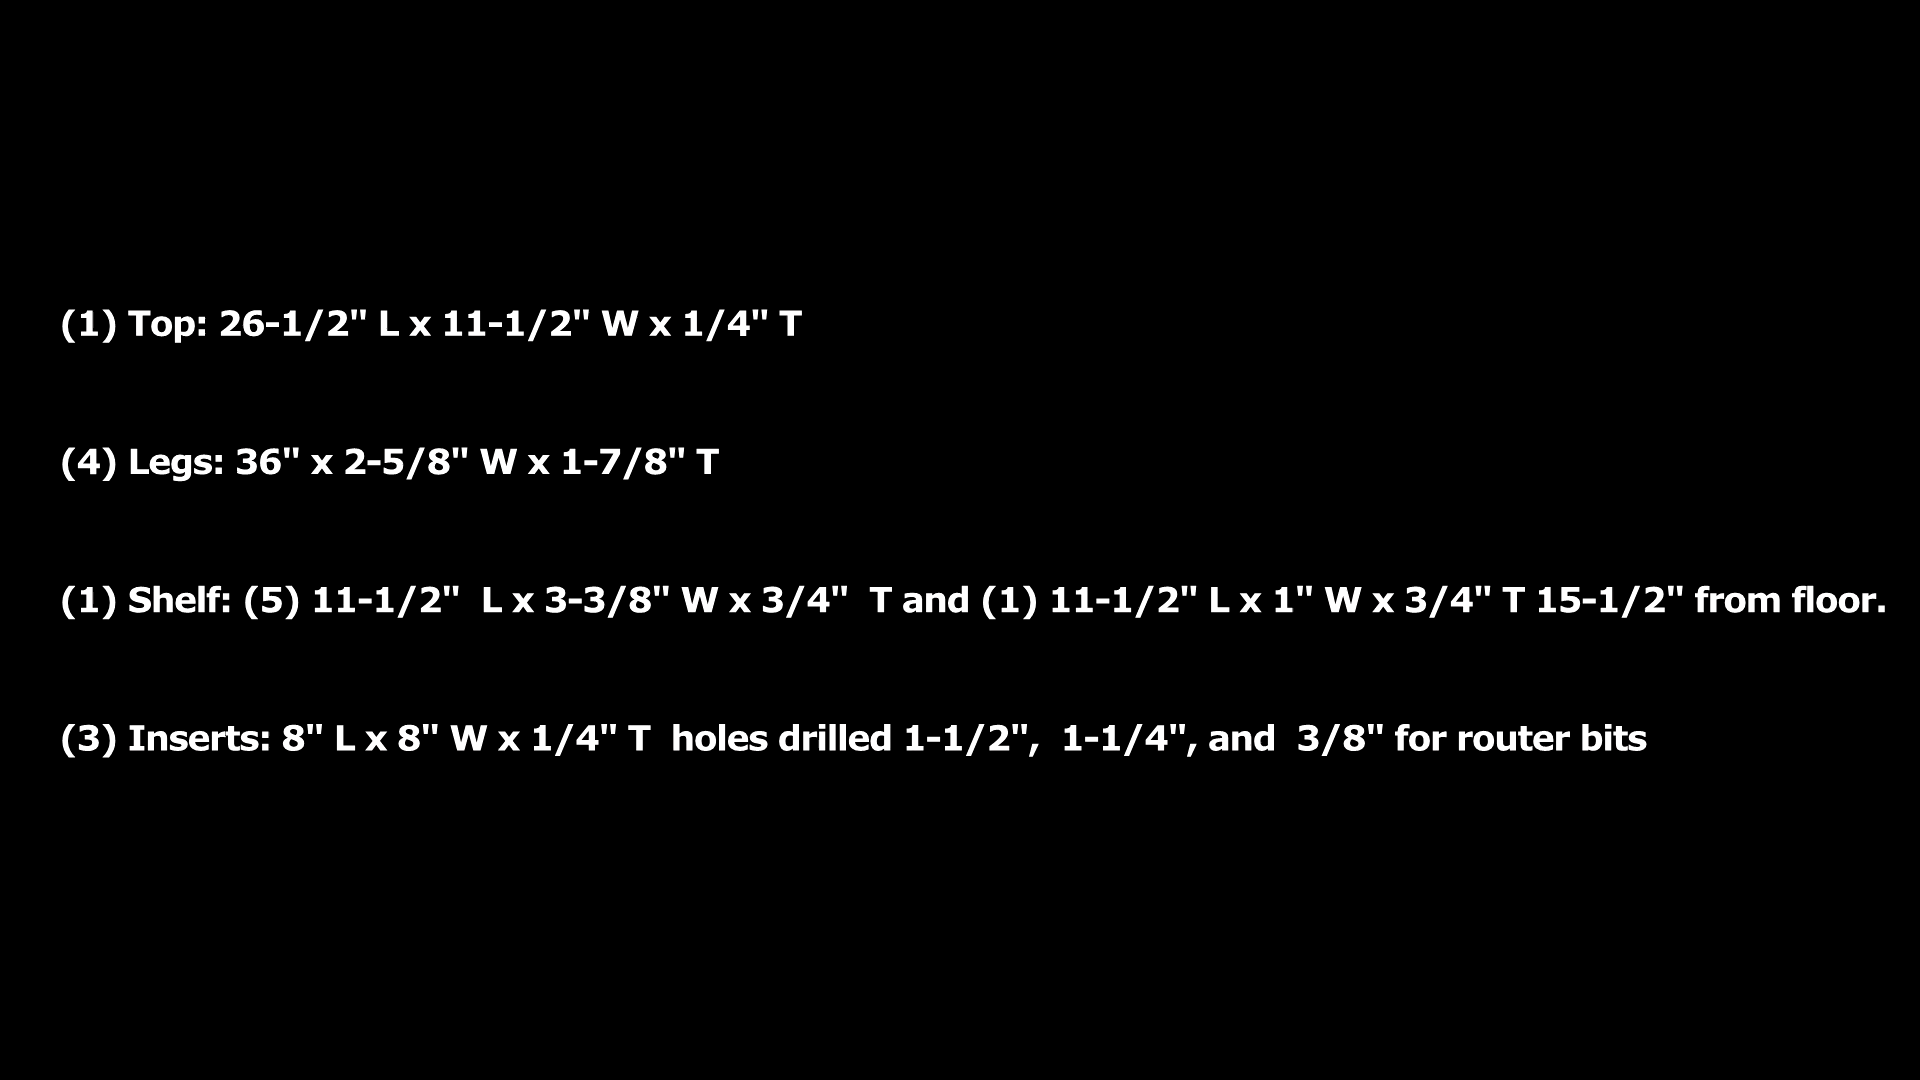 (1) Top: 26-1/2" L x 11-1/2" W x 1/4" T
(4) Legs: 36" x 2-5/8" W x 1-7/8" T
(1) Shelf: (5) 11-1/2"  L x 3-3/8" W x 3/4"  T and (1) 11-1/2" L x 1" W x 3/4" T 15-1/2" from floor.
(3) Inserts: 8" L x 8" W x 1/4" T  holes drilled 1-1/2",  1-1/4", and  3/8" for router bits